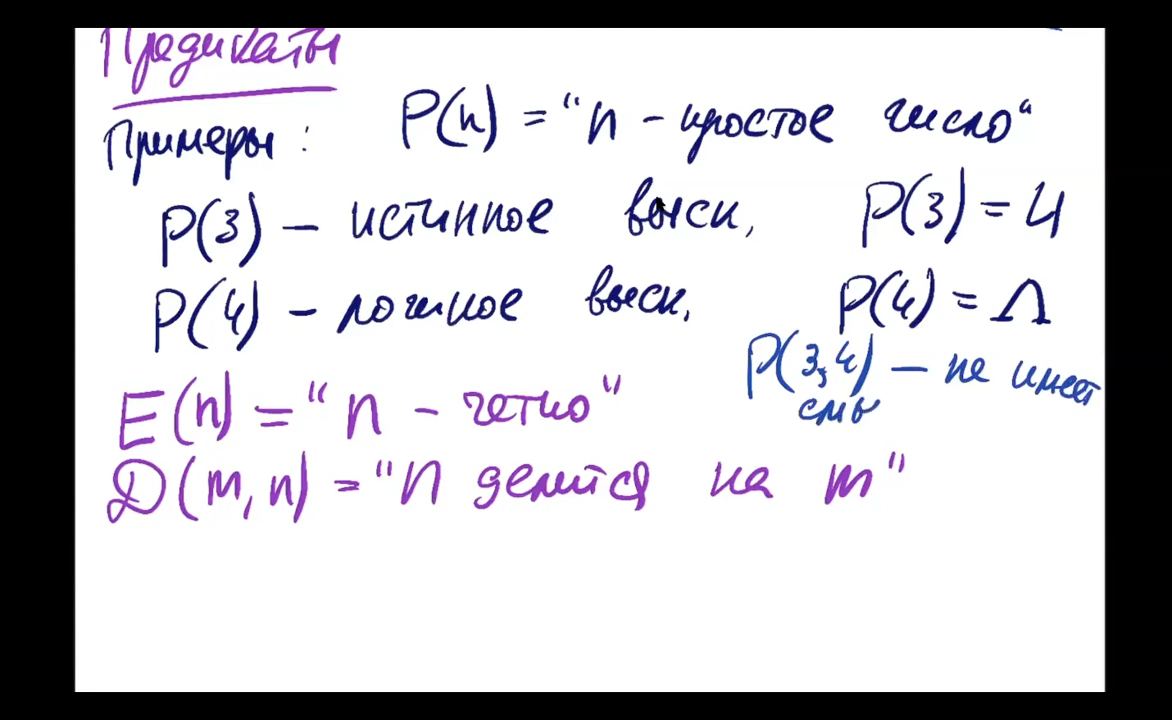 Предикаты
Примеры: P(n) = "n - простое число"
P(3) – истинное выск, P(3) = И
P(4) – ложное выск, P(4) = Л
P(3,4) – не имеет
смы
E(n) = "n - четно"
D(m,n) = "n делится на m"